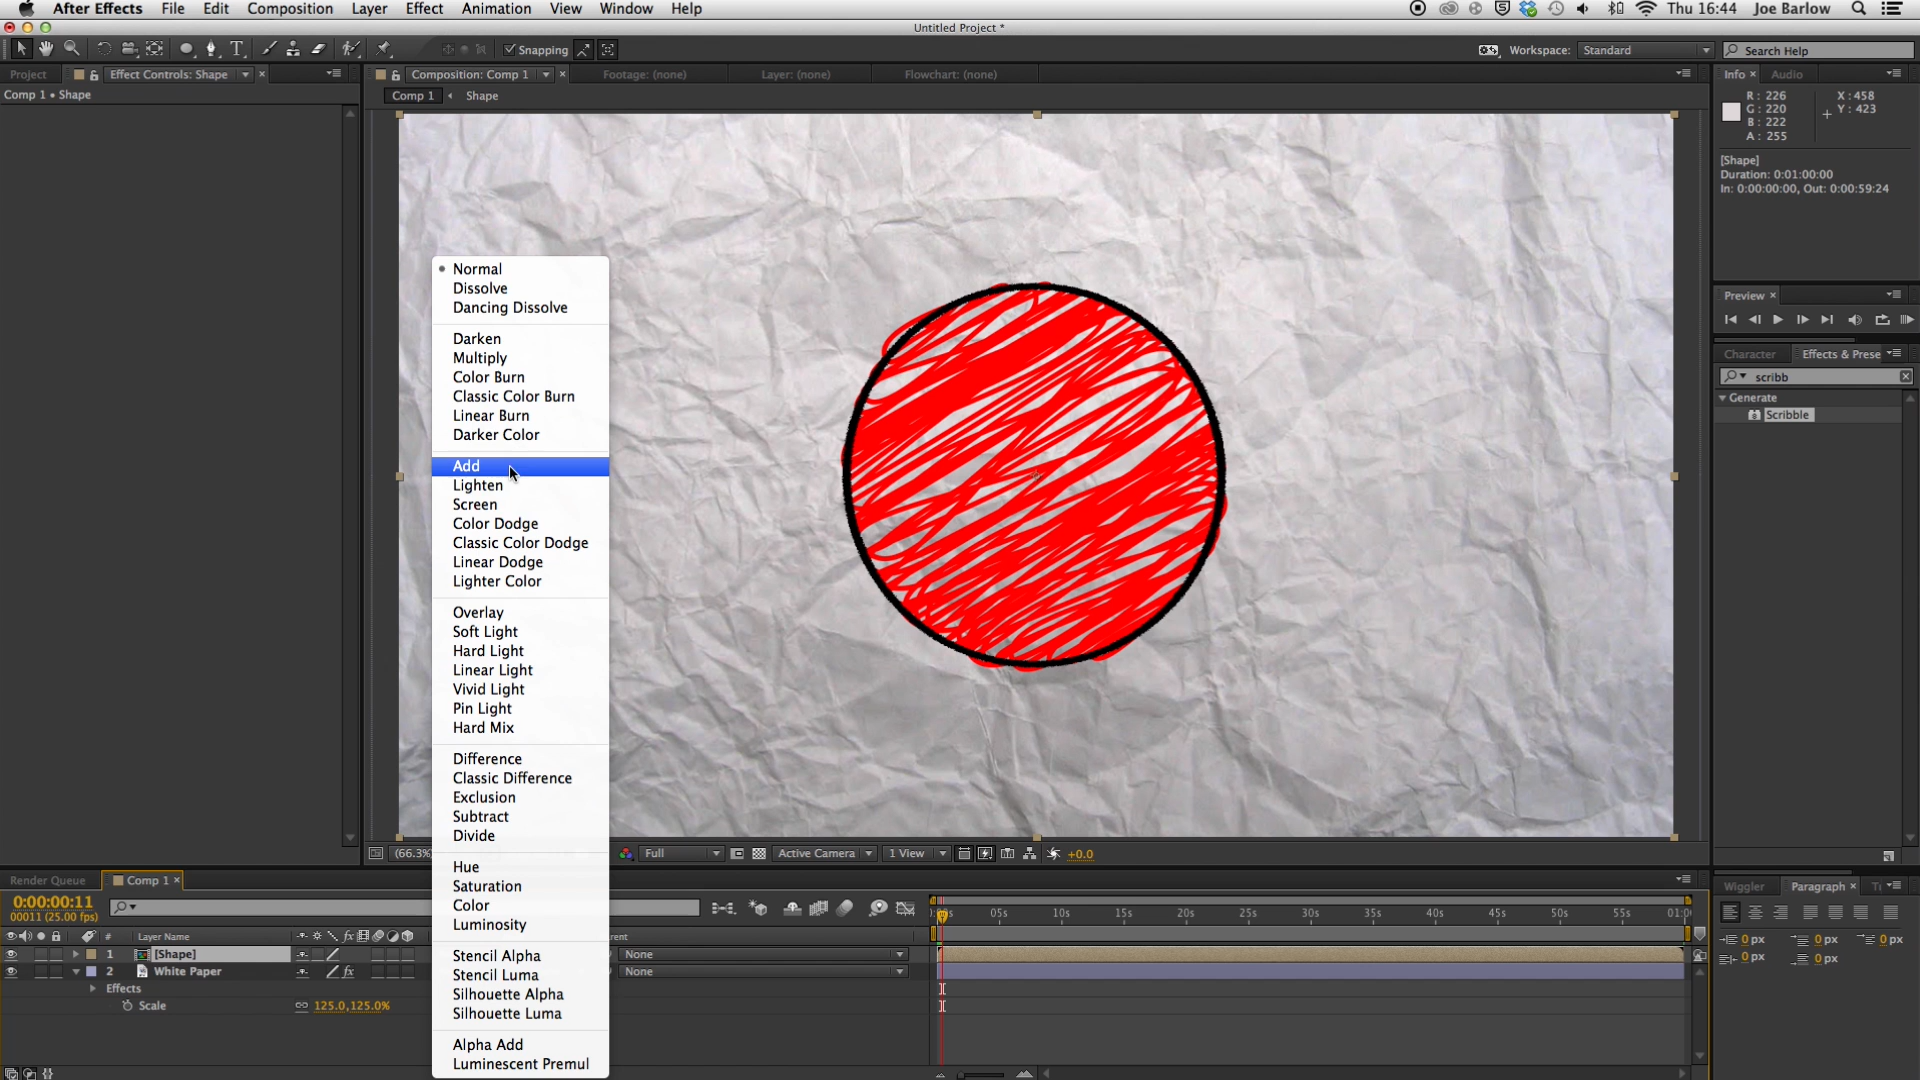 After Effects File Edit Composition Layer Effect Animation View Window Help Thu 16:44 Joe Barlow
Untitled Project *
Snapping Workspace: Standard Search Help
Project Effect Controls: Shape × Composition: Comp 1 × Footage: (none) Layer: (none) Flowchart: (none) Info × Audio
Comp 1 • Shape
Comp 1 Shape
R: 226
G: 220
B: 222
A: 255
X: 458
Y: 423
[Shape]
Duration: 0:01:00:00
In: 0:00:00:00, Out: 0:00:59:24
Preview ×
Character Effects & Prese
scribb
Generate
Scribble
Normal
Dissolve
Dancing Dissolve
Darken
Multiply
Color Burn
Classic Color Burn
Linear Burn
Darker Color
Add
Lighten
Screen
Color Dodge
Classic Color Dodge
Linear Dodge
Lighter Color
Overlay
Soft Light
Hard Light
Linear Light
Vivid Light
Pin Light
Hard Mix
Difference
Classic Difference
Exclusion
Subtract
Divide
Hue
Saturation
Color
Luminosity
Stencil Alpha
Stencil Luma
Silhouette Alpha
Silhouette Luma
Alpha Add
Luminescent Premul
(66.3% Full Active Camera 1 View +0.0
Render Queue Comp 1 ×
0:00:00:11
00011 (25.00 fps)
05s 10s 15s 20s 25s 30s 35s 40s 45s 50s 55s 01:0
# Layer Name fx rent
1 [Shape] None
2 White Paper fx None
Effects
Scale 125.0,125.0%
Wiggler Paragraph ×
0 px 0 px 0 px
0 px 0 px